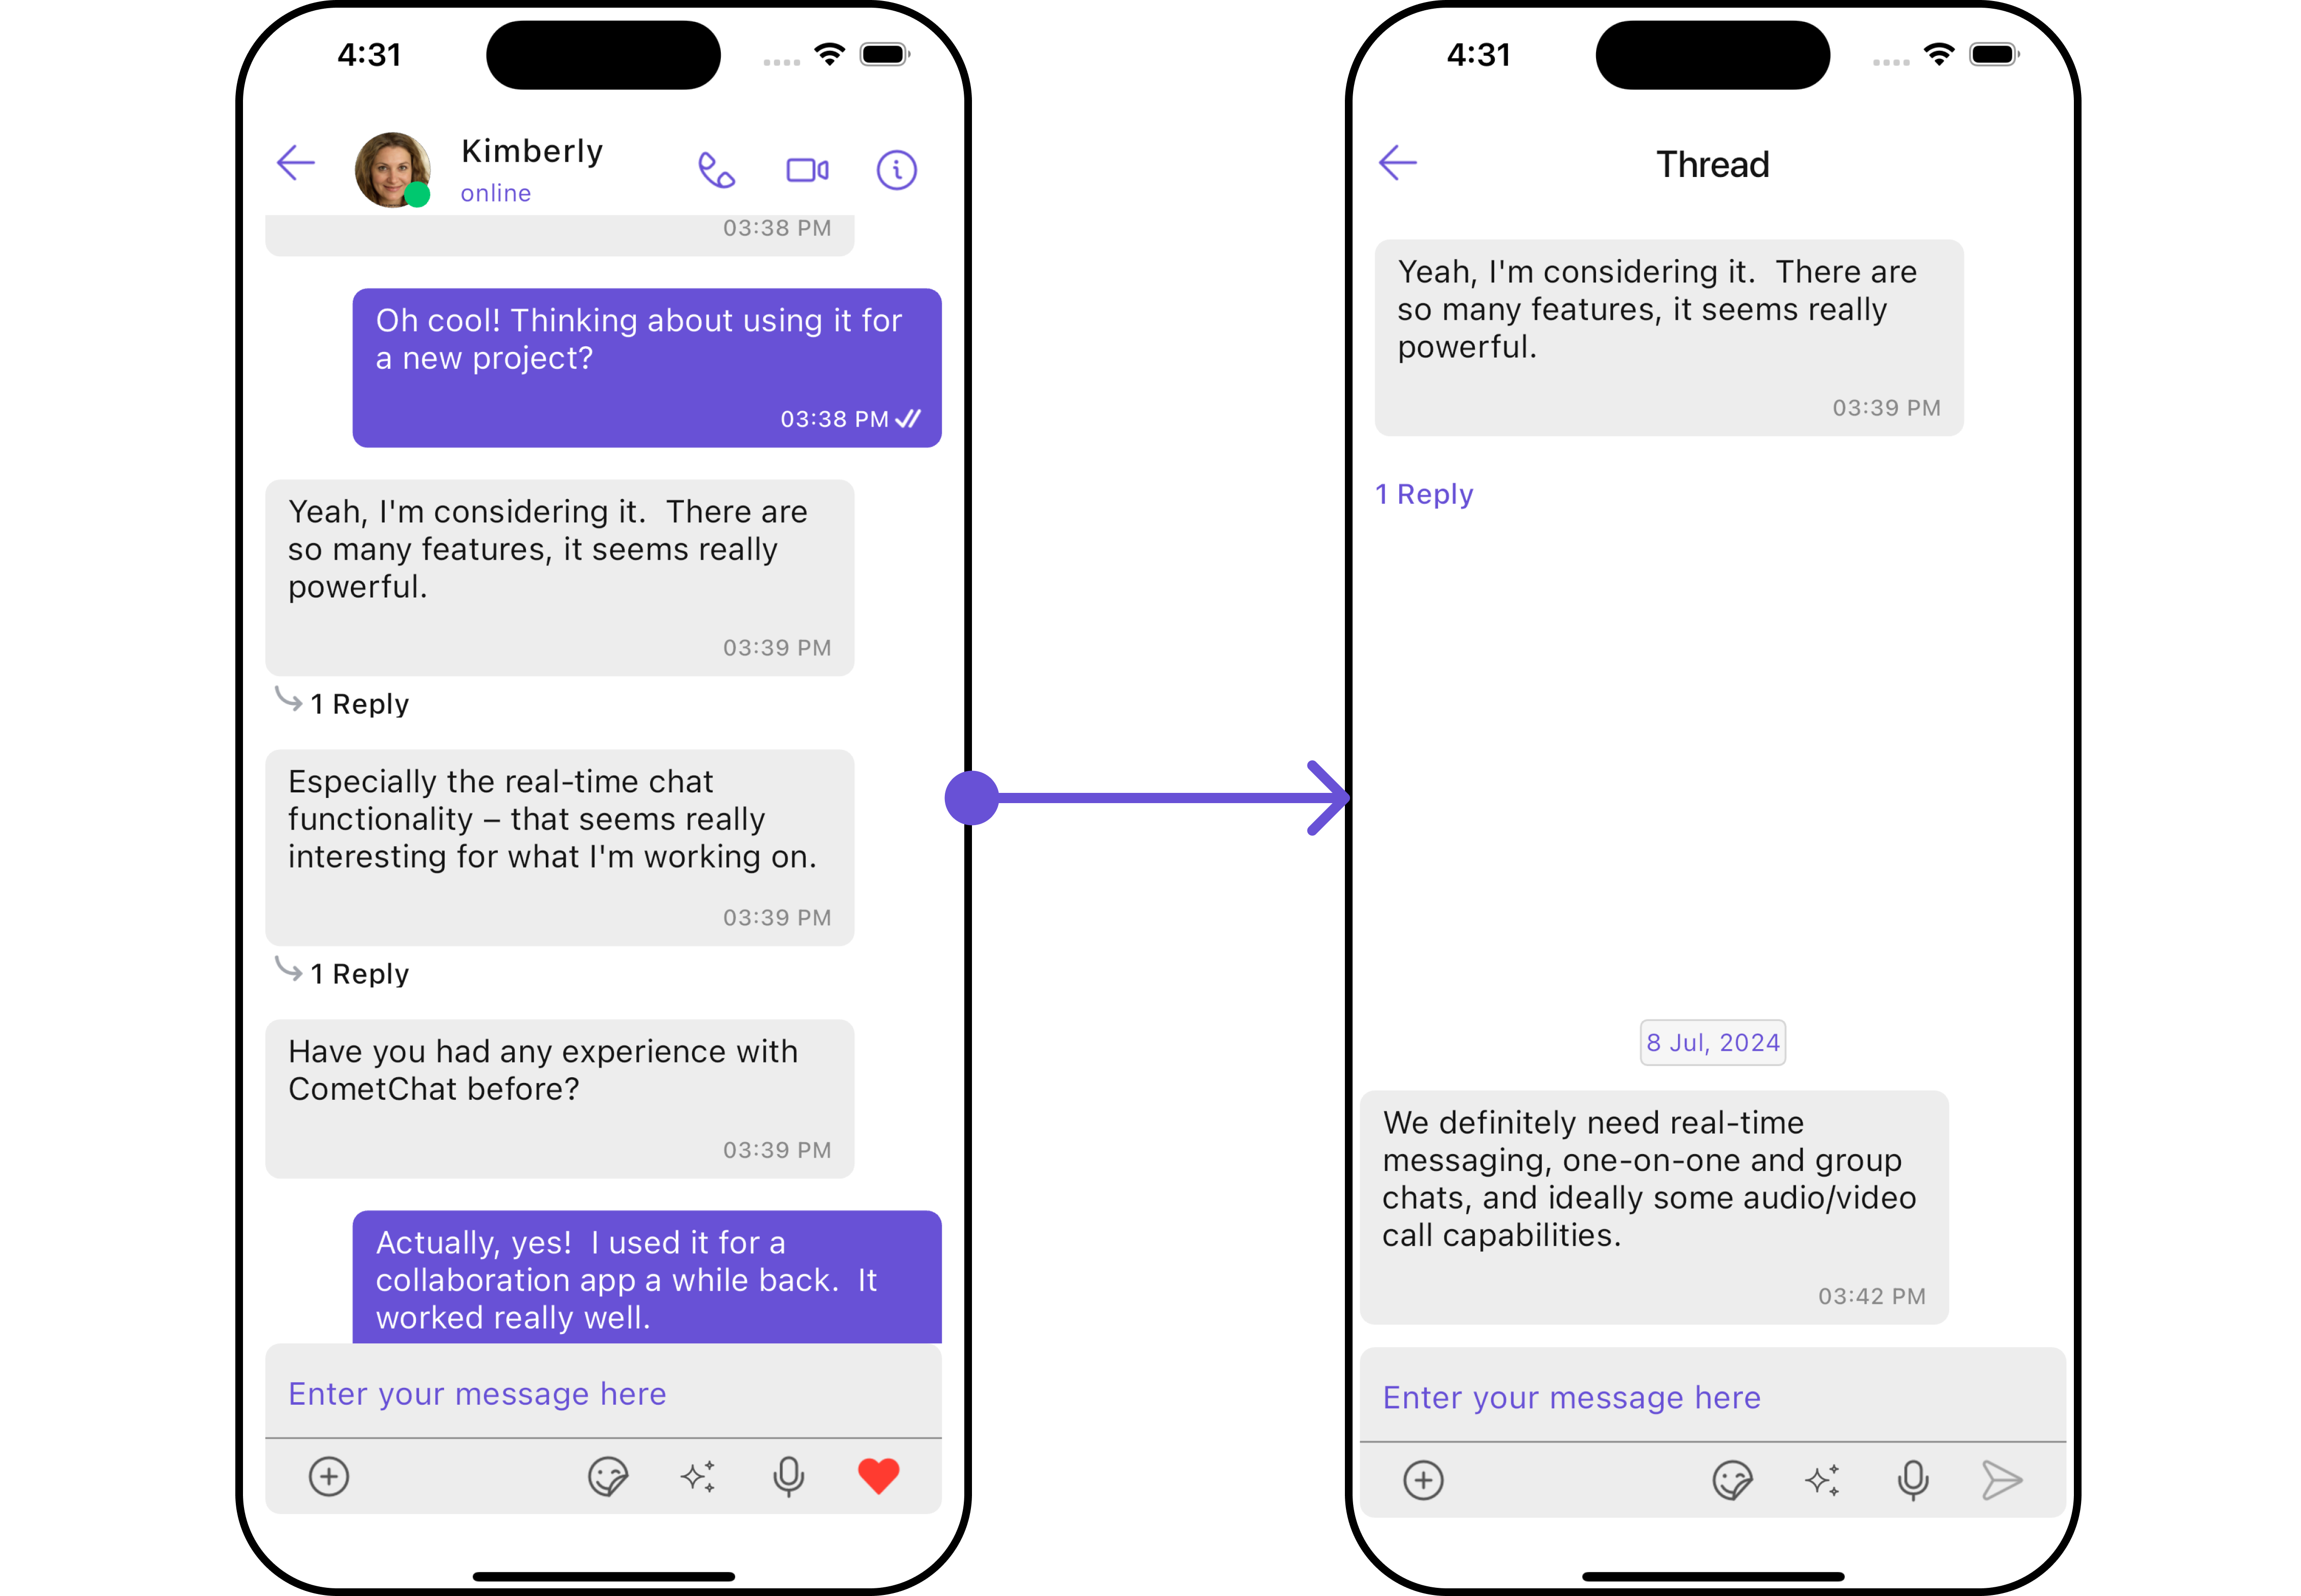 4:31
Kimberly
online
03:38 PM
Oh cool! Thinking about using it for
a new project?
03:38 PM
Yeah, I'm considering it.  There are
so many features, it seems really
powerful.
03:39 PM
1 Reply
Especially the real-time chat
functionality – that seems really
interesting for what I'm working on.
03:39 PM
1 Reply
Have you had any experience with
CometChat before?
03:39 PM
Actually, yes!  I used it for a
collaboration app a while back.  It
worked really well.
Enter your message here
4:31
Thread
Yeah, I'm considering it.  There are
so many features, it seems really
powerful.
03:39 PM
1 Reply
8 Jul, 2024
We definitely need real-time
messaging, one-on-one and group
chats, and ideally some audio/video
call capabilities.
03:42 PM
Enter your message here